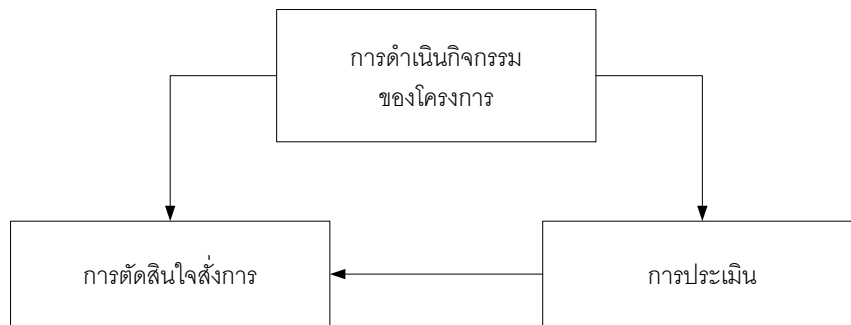 การดำเนินกิจกรรม
ของโครงการ
การตัดสินใจสั่งการ
การประเมิน